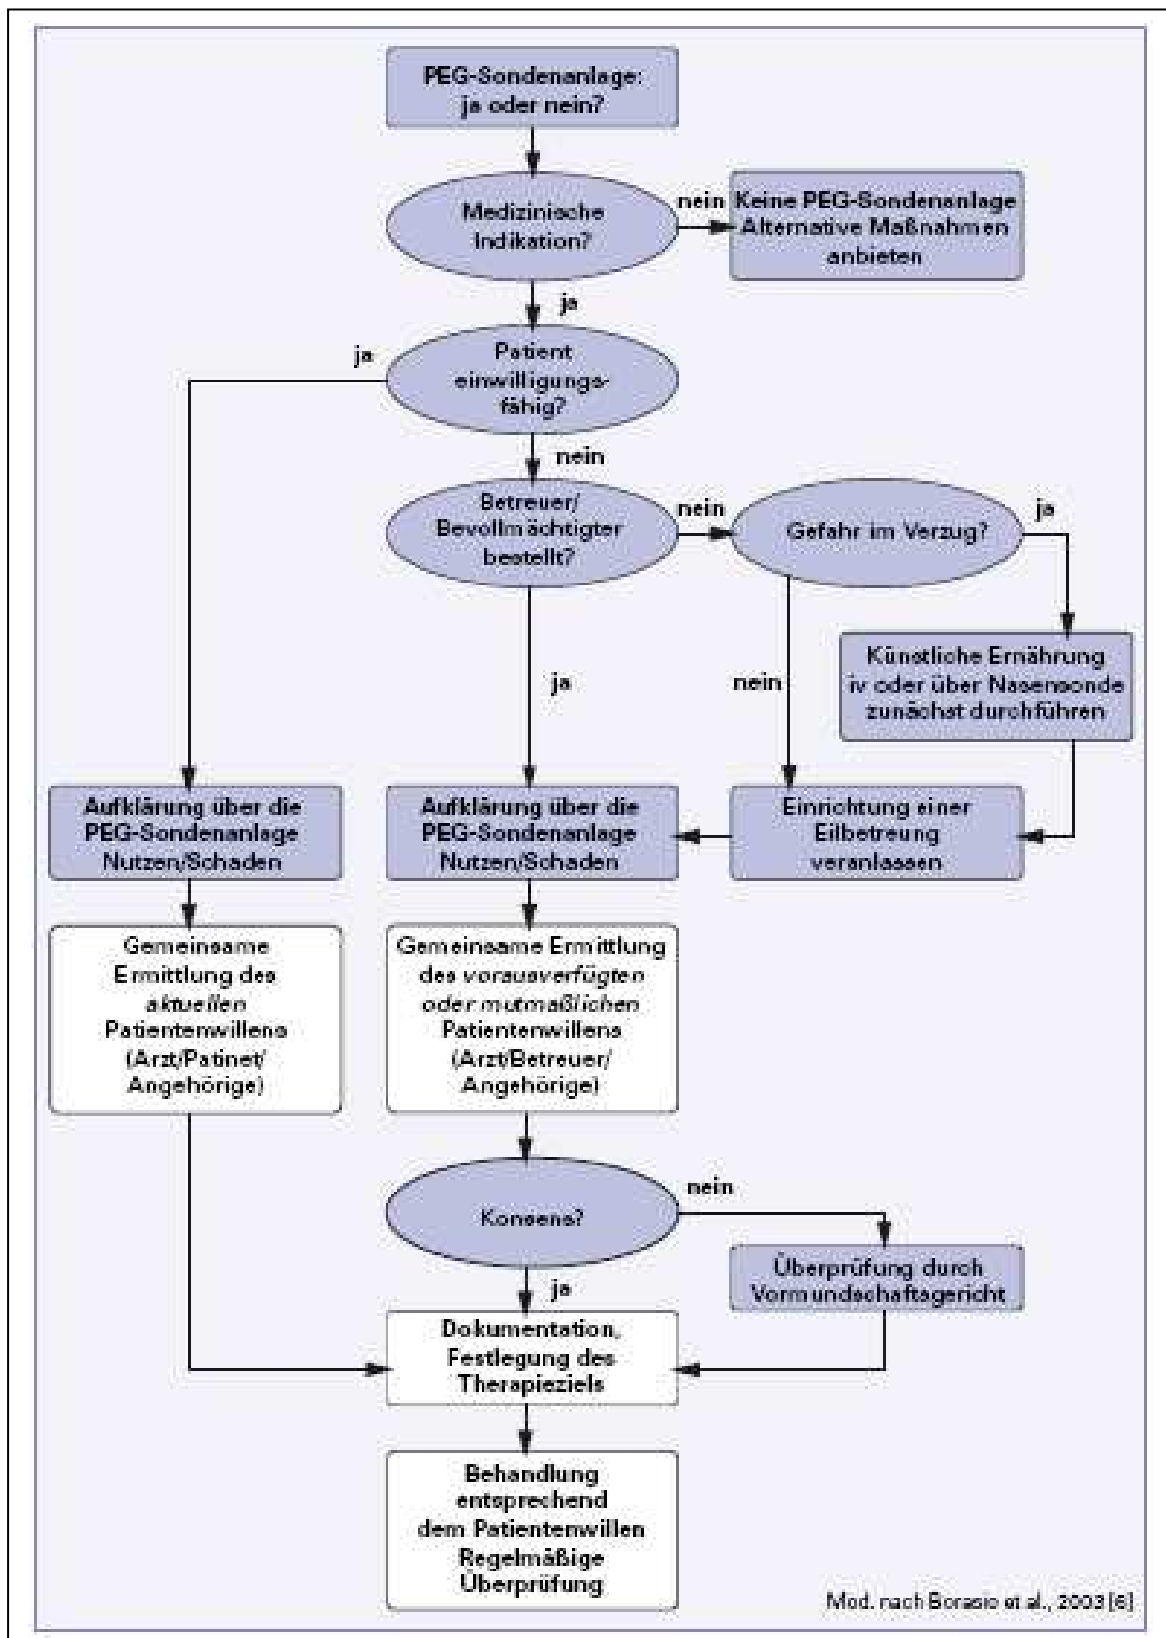 PEG-Sondenanlage:
ja oder nein?
Medizinische
Indikation?
nein
Keine PEG-Sondenanlage
Alternative Maßnahmen
anbieten
ja
Patient
einwilligungs-
fähig?
ja
nein
Betreuer/
Bevollmächtigter
bestellt?
nein
Gefahr im Verzug?
ja
Künstliche Ernährung
iv oder über Nasensonde
zunächst durchführen
ja
nein
Aufklärung über die
PEG-Sondenanlage
Nutzen/Schaden
Aufklärung über die
PEG-Sondenanlage
Nutzen/Schaden
Einrichtung einer
Eilbetreung
veranlassen
Gemeinsame
Ermittlung des
aktuellen
Patientenwillens
(Arzt/Patinet/
Angehörige)
Gemeinsame Ermittlung
des vorausverfügten
oder mutmaßlichen
Patientenwillens
(Arzt/Betreuer/
Angehörige)
Konsens?
nein
Überprüfung durch
Vormundschaftsgericht
ja
Dokumentation,
Festlegung des
Therapieziels
Behandlung
entsprechend
dem Patientenwillen
Regelmäßige
Überprüfung
Mod. nach Borasio et al., 2003 [6]